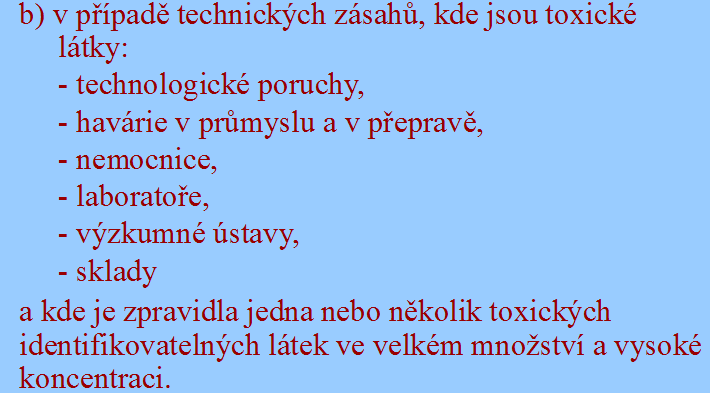 b) v případě technických zásahů, kde jsou toxické
látky:
- technologické poruchy,
- havárie v průmyslu a v přepravě,
- nemocnice,
- laboratoře,
- výzkumné ústavy,
- sklady
a kde je zpravidla jedna nebo několik toxických
identifikovatelných látek ve velkém množství a vysoké
koncentraci.